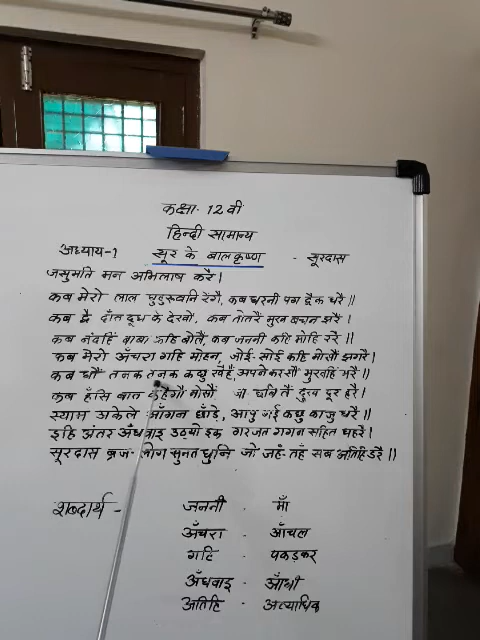 कक्षा. 12 वी
हिन्दी सामान्य
अध्याय-1 सूर के बालकृष्ण - सूरदास
जसुमति मन अभिलाष करै।
कब मेरो लाल घुटुरुवनि रेंगै, कब धरनी पग द्वैक धरै॥
कब द्वै दाँत दूध के देखों, कब तोतरैं मुख बचन झरै।
कब नंदहिं बाबा कहि बोलै, कब जननी कहि मोहिं ररै॥
कब मेरो अँचरा गहि मोहन, जोई-सोई कहि मोसौं झगरै।
कब धौं तनक तनक कछु खैहै, अपने कर सौं मुखहिं भरै॥
कब हँसि बात कहैगौ मोसौं जा छबि तैं दुख दूर हरै।
स्याम अकेले आँगन छाँड़े, आपु गई कछु काजु धरै॥
इहि अंतर अँधवाइ उठ्यो इक गरजत गगन सहित घहरै।
सूरदास ब्रज-लोग सुनत धुनि जो जहँ-तहँ सब अतिहि डरै॥
शब्दार्थ - जननी . माँ
अँचरा . आँचल
गहि . पकड़कर
अँधवाइ . आँधी
अतिहि . अत्याधिक